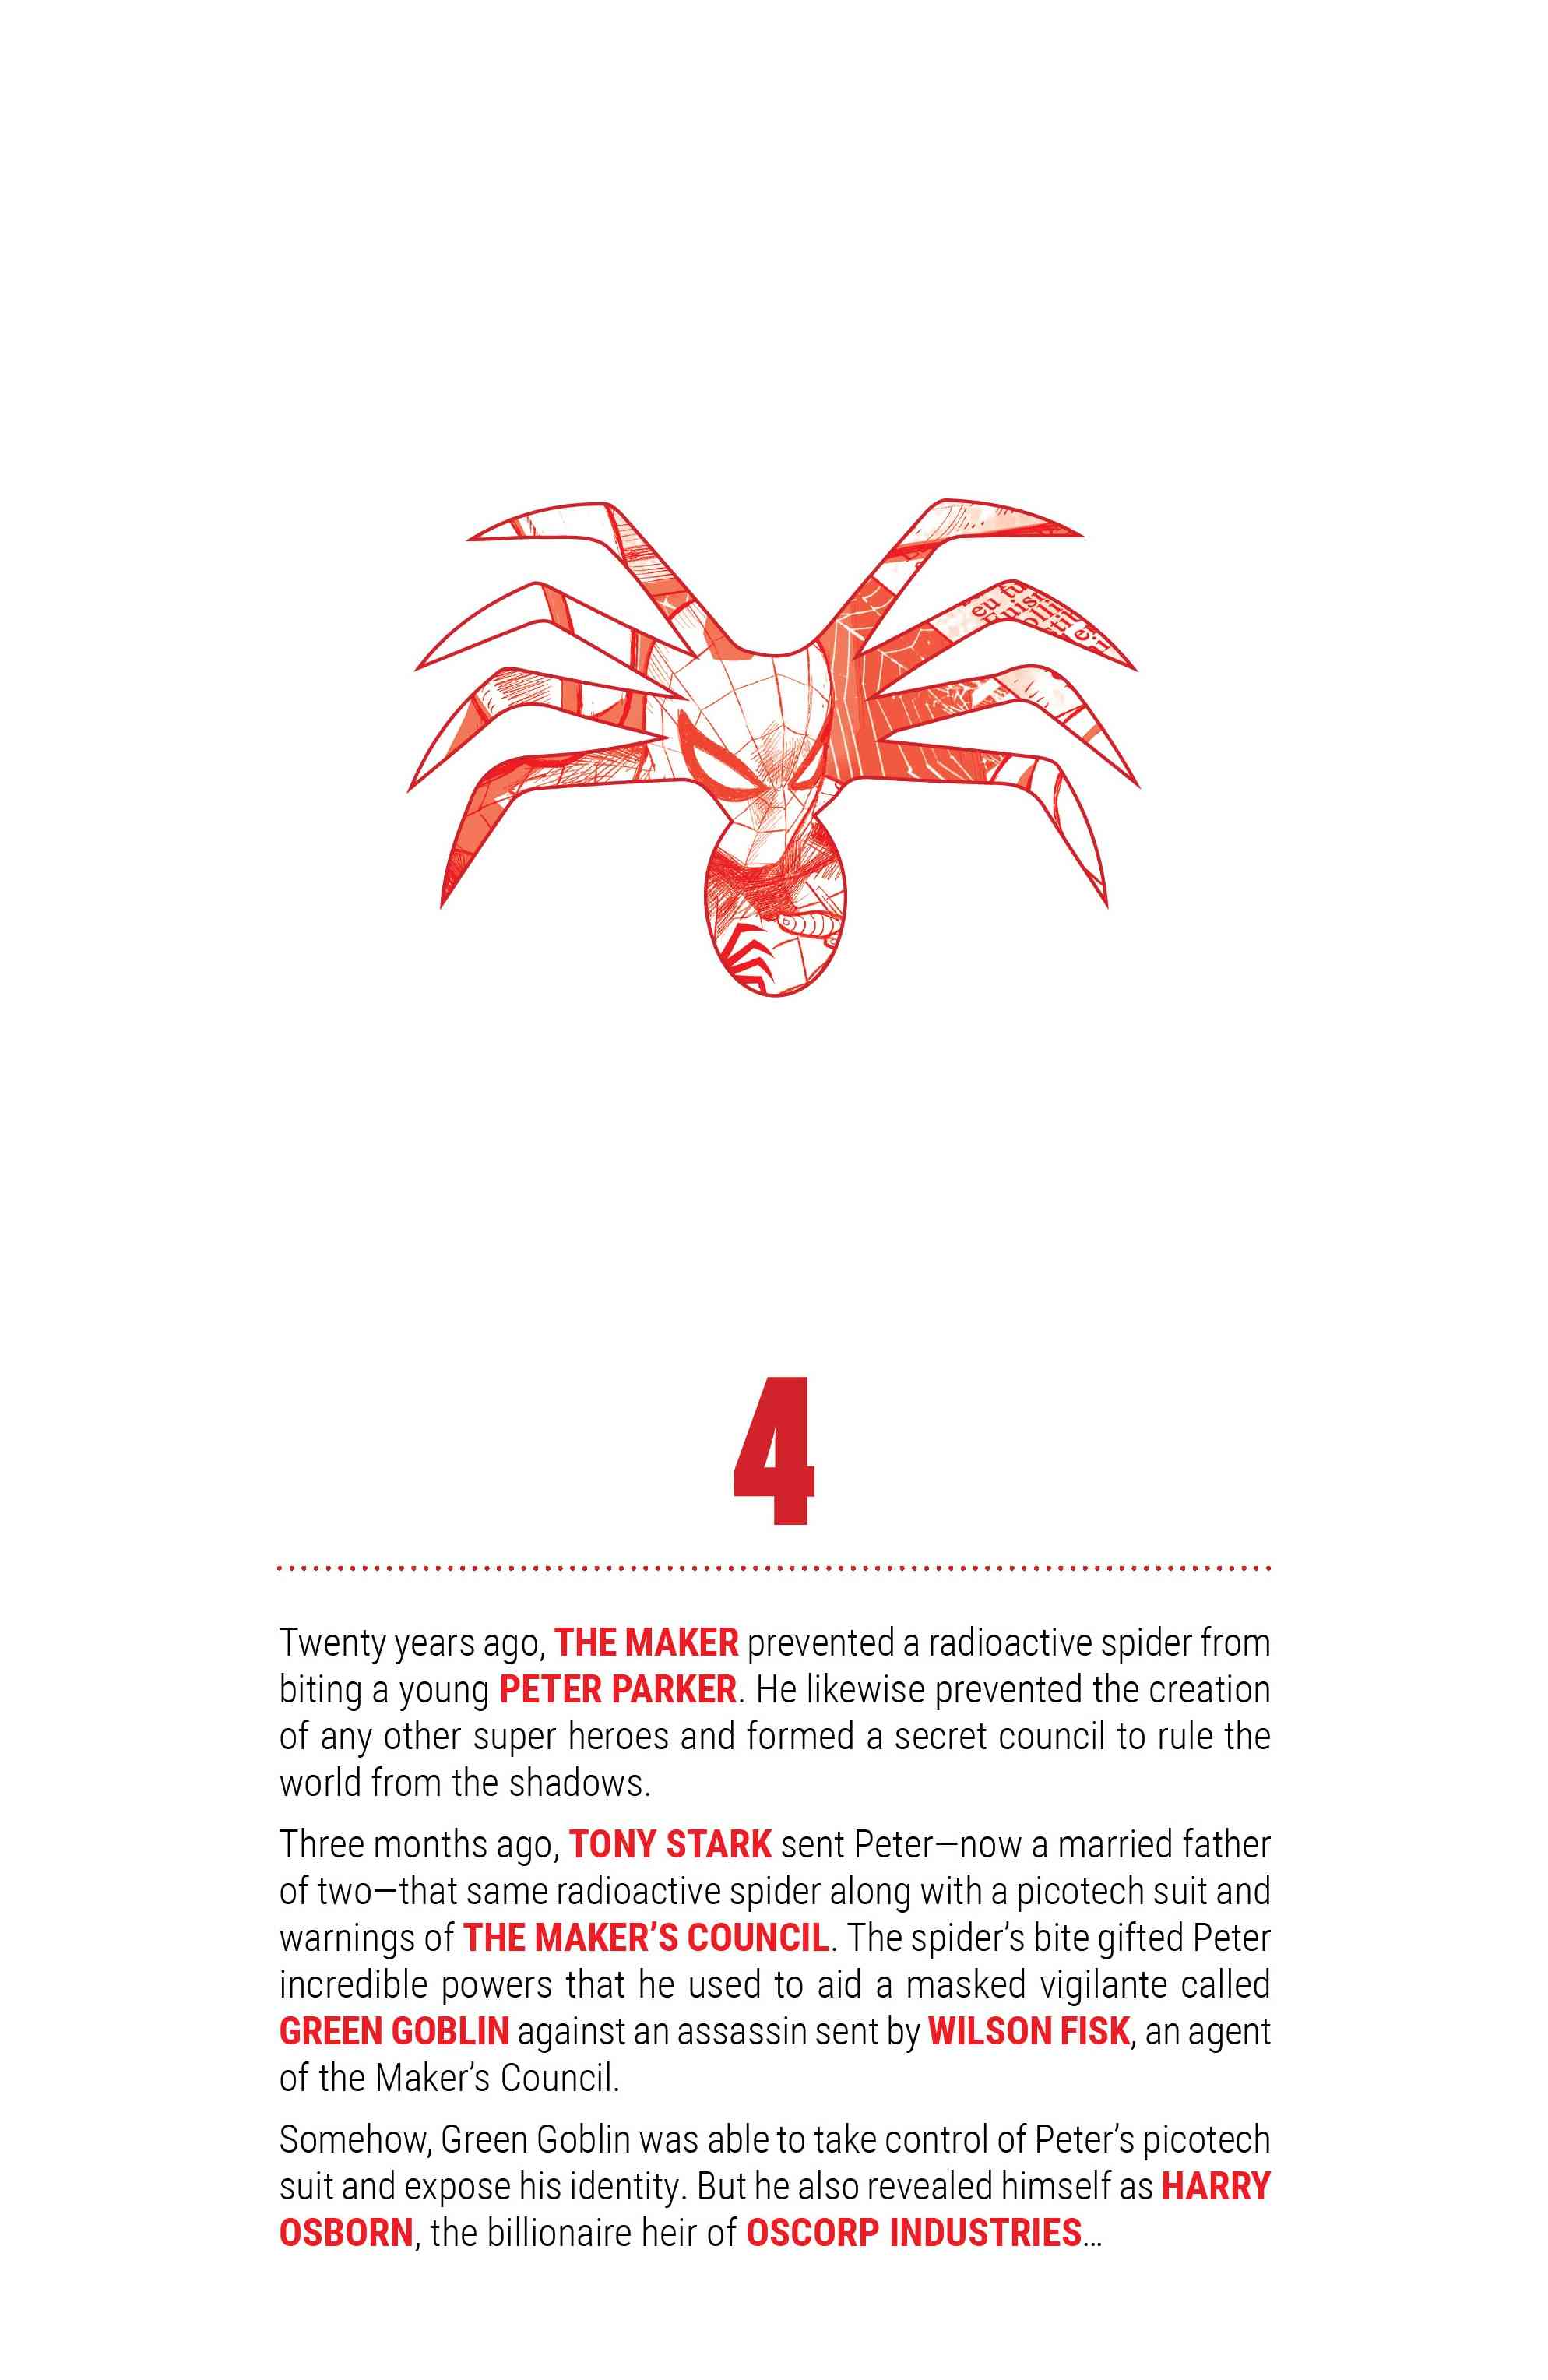 eu fu
Euis
olli
4
Twenty years ago, THE MAKER prevented a radioactive spider from
biting a young PETER PARKER. He likewise prevented the creation
of any other super heroes and formed a secret council to rule the
world from the shadows.
Three months ago, TONY STARK sent Peter—now a married father
of two—that same radioactive spider along with a picotech suit and
warnings of THE MAKER’S COUNCIL. The spider’s bite gifted Peter
incredible powers that he used to aid a masked vigilante called
GREEN GOBLIN against an assassin sent by WILSON FISK, an agent
of the Maker’s Council.
Somehow, Green Goblin was able to take control of Peter’s picotech
suit and expose his identity. But he also revealed himself as HARRY
OSBORN, the billionaire heir of OSCORP INDUSTRIES…